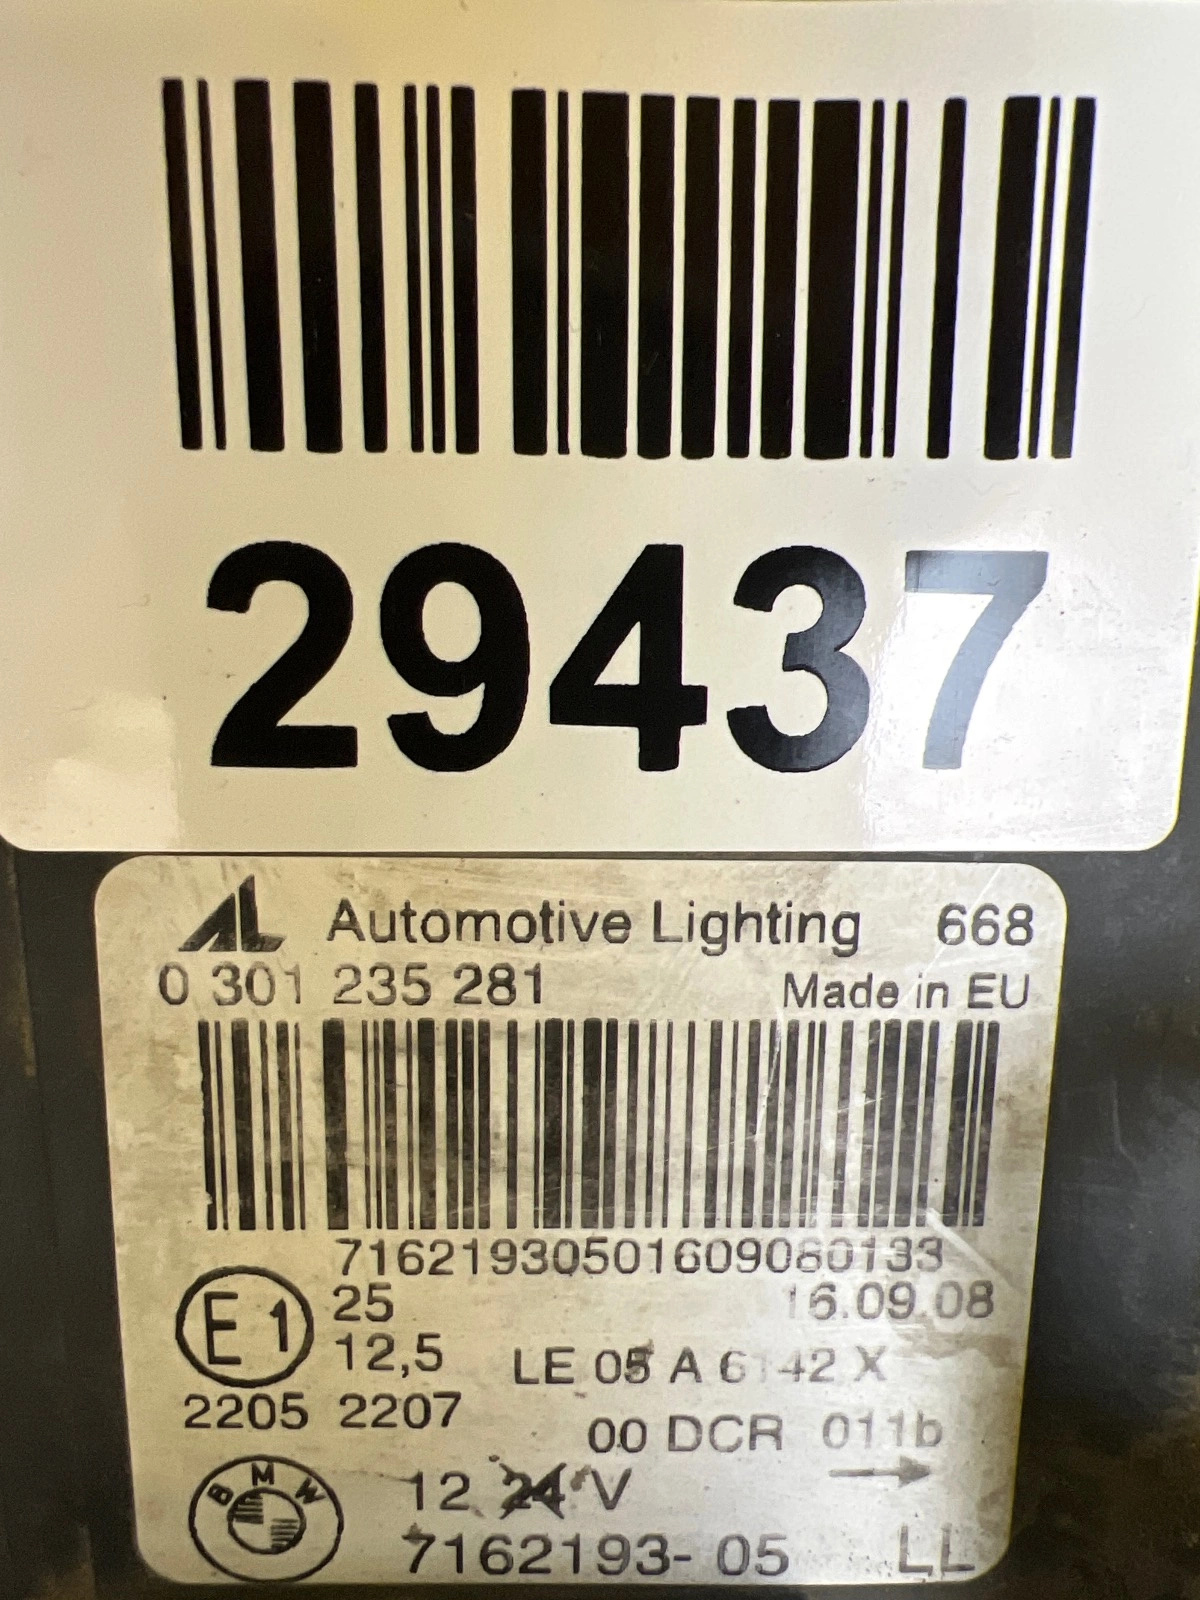 29437
AL Automotive Lighting 668
0 301 235 281 Made in EU
71621930501609080133
E1 25 16.09.08
12,5 LE 05 A 6142 X
2205 2207
00 DCR 011b
BMW 12 24 V
7162193-05 LL